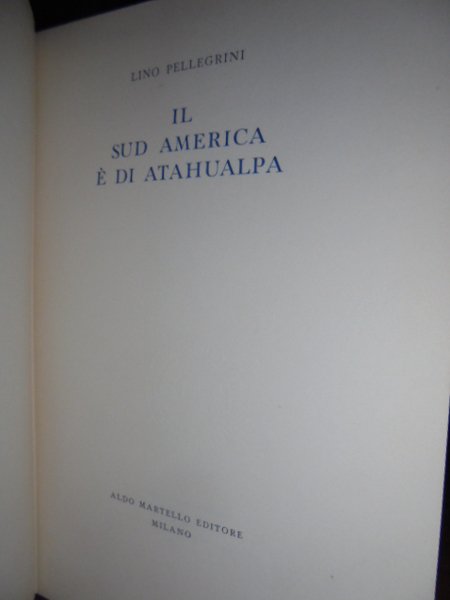 LINO PELLEGRINI
IL
SUD AMERICA
È DI ATAHUALPA
ALDO MARTELLO EDITORE
MILANO